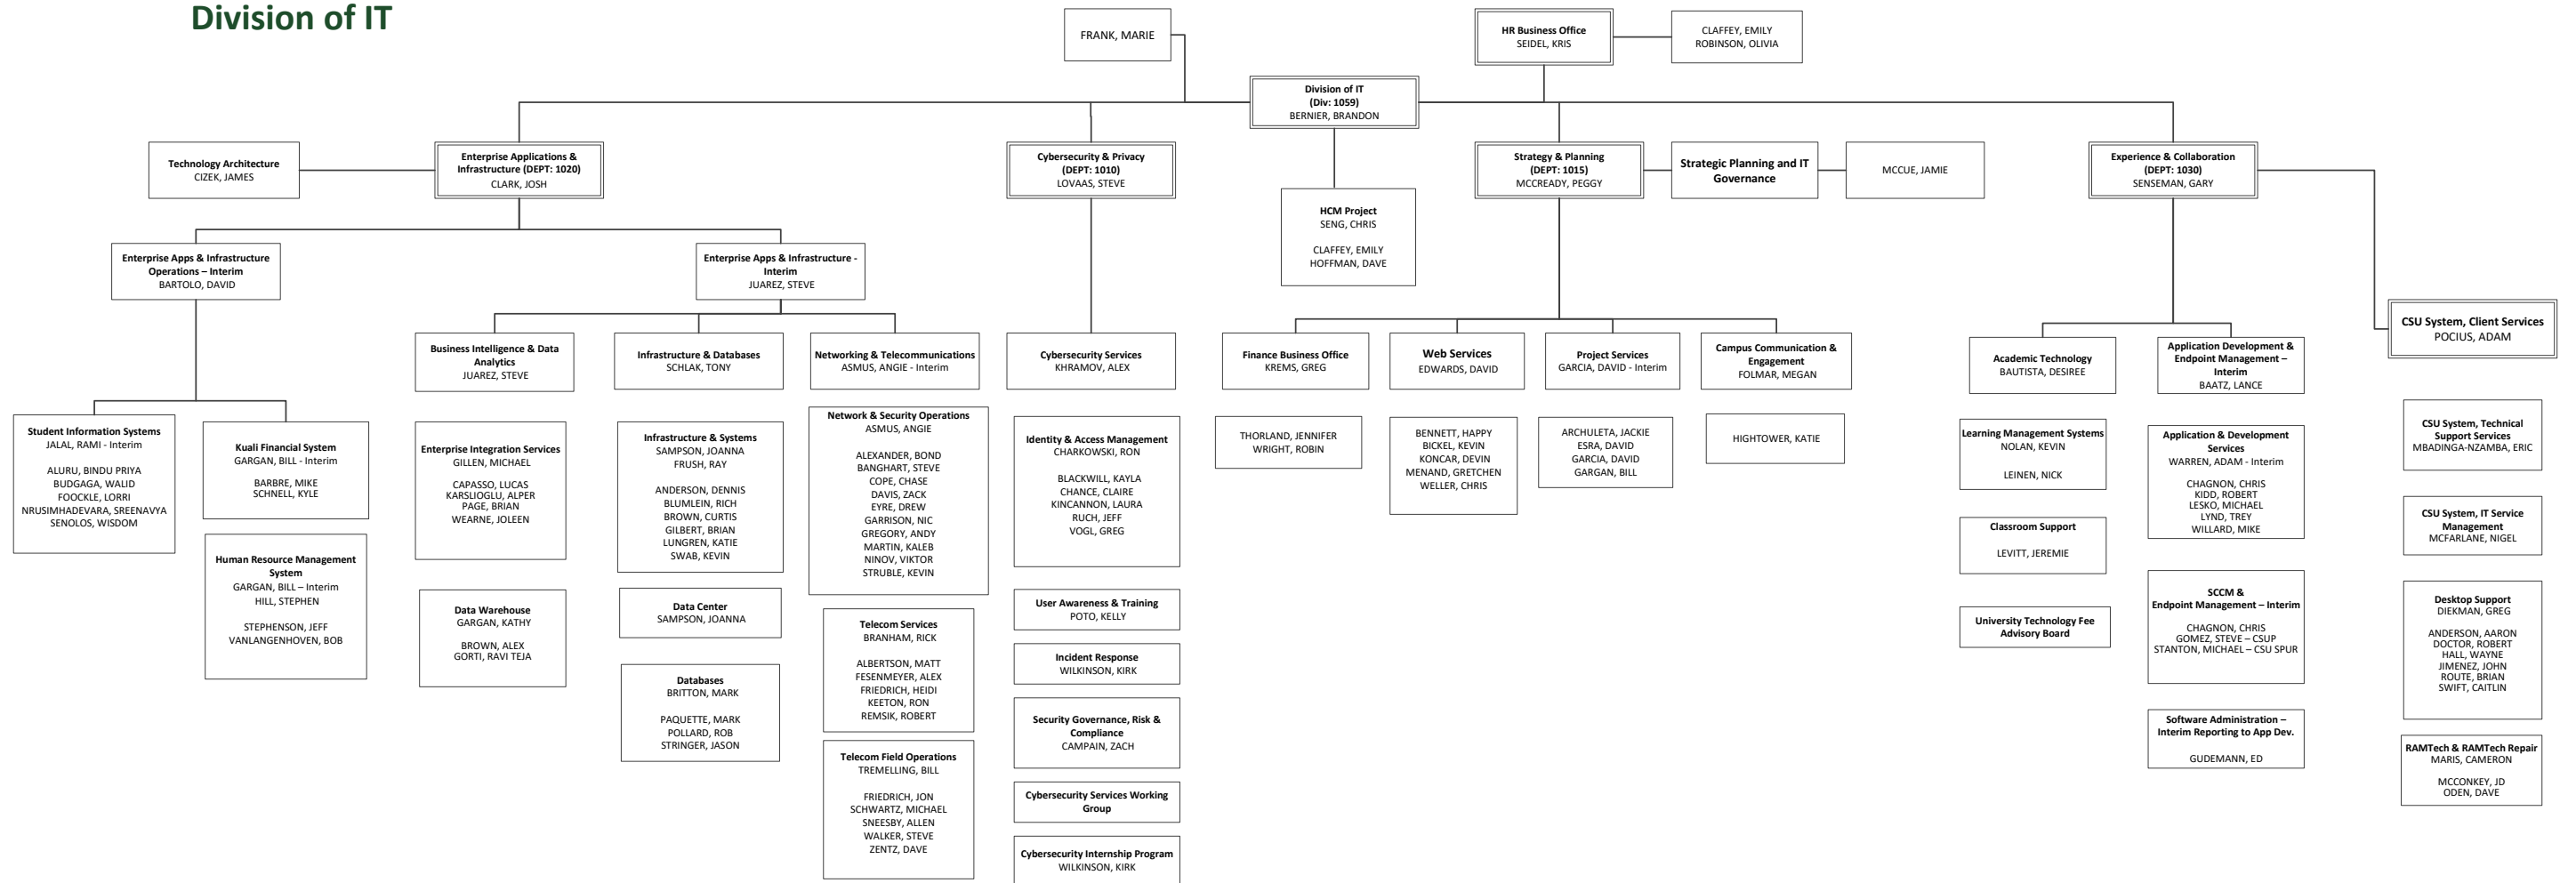 Division of IT
FRANK, MARIE
HR Business Office
SEIDEL, KRIS
CLAFFEY, EMILY
ROBINSON, OLIVIA
Division of IT
(Div: 1059)
BERNIER, BRANDON
Technology Architecture
CIZEK, JAMES
Enterprise Applications &
Infrastructure (DEPT: 1020)
CLARK, JOSH
Cybersecurity & Privacy
(DEPT: 1010)
LOVAAS, STEVE
HCM Project
SENG, CHRIS
CLAFFEY, EMILY
HOFFMAN, DAVE
Strategy & Planning
(DEPT: 1015)
MCCREADY, PEGGY
Strategic Planning and IT
Governance
MCCUE, JAMIE
Experience & Collaboration
(DEPT: 1030)
SENSEMAN, GARY
Enterprise Apps & Infrastructure
Operations – Interim
BARTOLO, DAVID
Enterprise Apps & Infrastructure -
Interim
JUAREZ, STEVE
Business Intelligence & Data
Analytics
JUAREZ, STEVE
Infrastructure & Databases
SCHLAK, TONY
Networking & Telecommunications
ASMUS, ANGIE - Interim
Cybersecurity Services
KHRAMOV, ALEX
Finance Business Office
KREMS, GREG
Web Services
EDWARDS, DAVID
Project Services
GARCIA, DAVID - Interim
Campus Communication &
Engagement
FOLMAR, MEGAN
Academic Technology
BAUTISTA, DESIREE
Application Development &
Endpoint Management –
Interim
BAATZ, LANCE
CSU System, Client Services
POCIUS, ADAM
Student Information Systems
JALAL, RAMI - Interim
ALURU, BINDU PRIYA
BUDGAGA, WALID
FOOCKLE, LORRI
NRUSIMHADEVARA, SREENAVYA
SENOLOS, WISDOM
Kuali Financial System
GARGAN, BILL - Interim
BARBRE, MIKE
SCHNELL, KYLE
Human Resource Management
System
GARGAN, BILL – Interim
HILL, STEPHEN
STEPHENSON, JEFF
VANLANGENHOVEN, BOB
Enterprise Integration Services
GILLEN, MICHAEL
CAPASSO, LUCAS
KARSLIOGLU, ALPER
PAGE, BRIAN
WEARNE, JOLEEN
Data Warehouse
GARGAN, KATHY
BROWN, ALEX
GORTI, RAVI TEJA
Infrastructure & Systems
SAMPSON, JOANNA
FRUSH, RAY
ANDERSON, DENNIS
BLUMLEIN, RICH
BROWN, CURTIS
GILBERT, BRIAN
LUNGREN, KATIE
SWAB, KEVIN
Data Center
SAMPSON, JOANNA
Databases
BRITTON, MARK
PAQUETTE, MARK
POLLARD, ROB
STRINGER, JASON
Network & Security Operations
ASMUS, ANGIE
ALEXANDER, BOND
BANGHART, STEVE
COPE, CHASE
DAVIS, ZACK
EYRE, DREW
GARRISON, NIC
GREGORY, ANDY
MARTIN, KALEB
NINOV, VIKTOR
STRUBLE, KEVIN
Telecom Services
BRANHAM, RICK
ALBERTSON, MATT
FESENMEYER, ALEX
FRIEDRICH, HEIDI
KEETON, RON
REMSIK, ROBERT
Telecom Field Operations
TREMELLING, BILL
FRIEDRICH, JON
SCHWARTZ, MICHAEL
SNEESBY, ALLEN
WALKER, STEVE
ZENTZ, DAVE
Identity & Access Management
CHARKOWSKI, RON
BLACKWILL, KAYLA
CHANCE, CLAIRE
KINCANNON, LAURA
RUCH, JEFF
VOGL, GREG
User Awareness & Training
POTO, KELLY
Incident Response
WILKINSON, KIRK
Security Governance, Risk &
Compliance
CAMPAIN, ZACH
Cybersecurity Services Working
Group
Cybersecurity Internship Program
WILKINSON, KIRK
THORLAND, JENNIFER
WRIGHT, ROBIN
BENNETT, HAPPY
BICKEL, KEVIN
KONCAR, DEVIN
MENAND, GRETCHEN
WELLER, CHRIS
ARCHULETA, JACKIE
ESRA, DAVID
GARCIA, DAVID
GARGAN, BILL
HIGHTOWER, KATIE
Learning Management Systems
NOLAN, KEVIN
LEINEN, NICK
Classroom Support
LEVITT, JEREMIE
University Technology Fee
Advisory Board
Application & Development
Services
WARREN, ADAM - Interim
CHAGNON, CHRIS
KIDD, ROBERT
LESKO, MICHAEL
LYND, TREY
WILLARD, MIKE
SCCM &
Endpoint Management – Interim
CHAGNON, CHRIS
GOMEZ, STEVE – CSUP
STANTON, MICHAEL – CSU SPUR
Software Administration –
Interim Reporting to App Dev.
GUDEMANN, ED
CSU System, Technical
Support Services
MBADINGA-NZAMBA, ERIC
CSU System, IT Service
Management
MCFARLANE, NIGEL
Desktop Support
DIEKMAN, GREG
ANDERSON, AARON
DOCTOR, ROBERT
HALL, WAYNE
JIMENEZ, JOHN
ROUTE, BRIAN
SWIFT, CAITLIN
RAMTech & RAMTech Repair
MARIS, CAMERON
MCCONKEY, JD
ODEN, DAVE